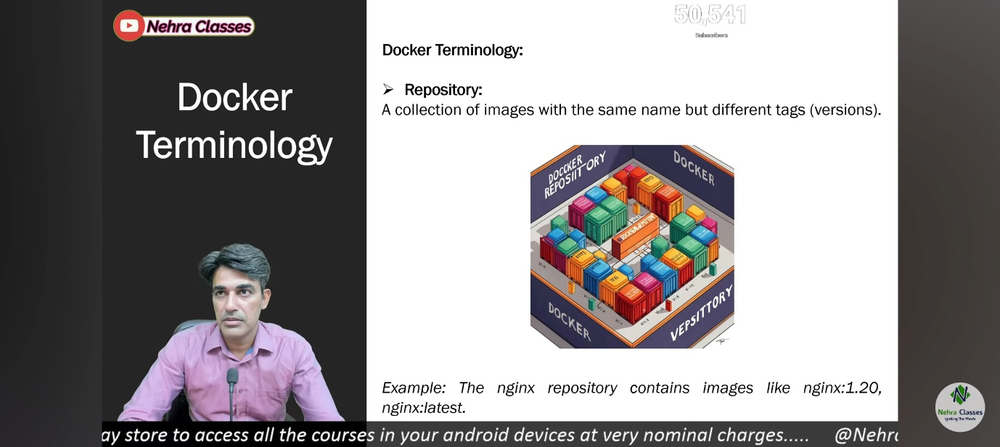 Nehra Classes
50,541
Subscribers
Docker
Terminology
Docker Terminology:
➢ Repository:
A collection of images with the same name but different tags (versions).
DOCCKER
REPOSIIT·ORY
DOCKER
DOCKER
VEPSITTORY
Example: The nginx repository contains images like nginx:1.20,
nginx:latest.
Nehra Classes
Igniting The Minds
ay store to access all the courses in your android devices at very nominal charges..... @Nehra